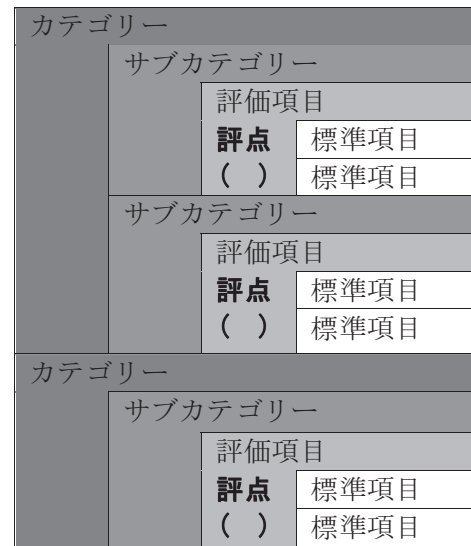 カテゴリー
サブカテゴリー
評価項目
評点 標準項目
( ) 標準項目
サブカテゴリー
評価項目
評点 標準項目
( ) 標準項目
カテゴリー
サブカテゴリー
評価項目
評点 標準項目
( ) 標準項目